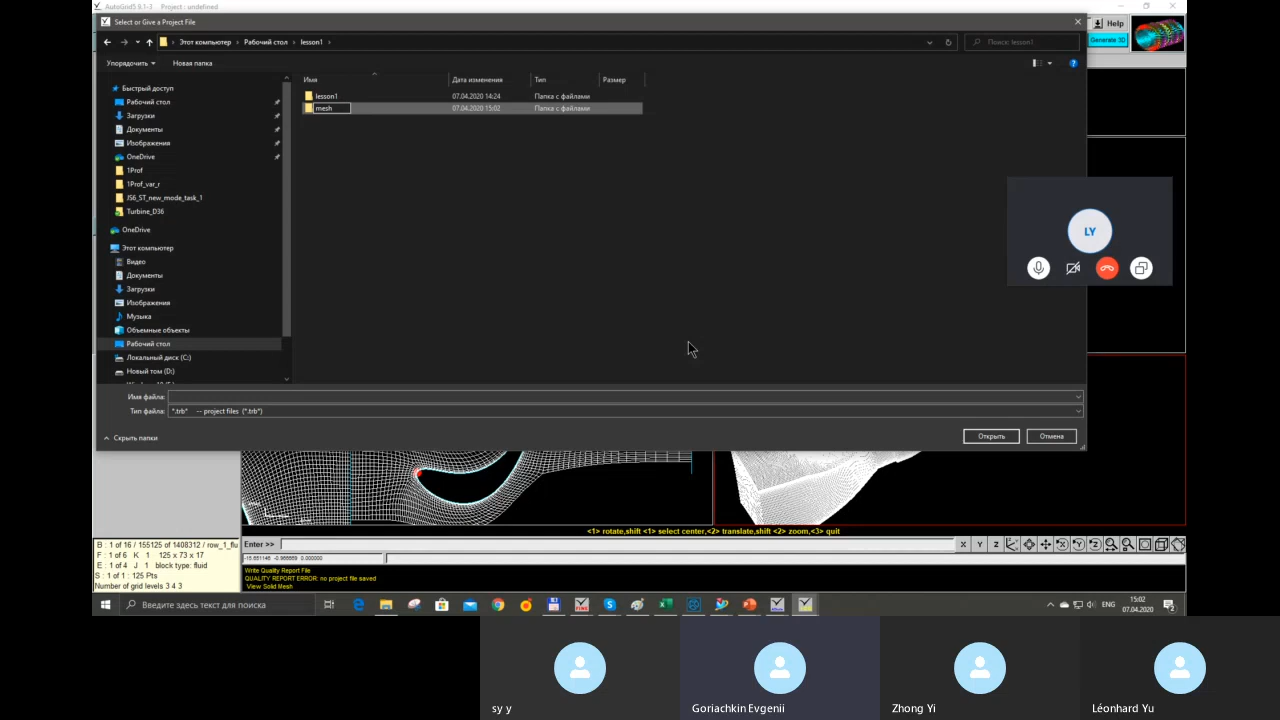 AutoGrid5 9.1-3 Project : undefined
Select or Give a Project File
Help
Этот компьютер > Рабочий стол > lesson1 >
Поиск: lesson1
Generate 3D
Упорядочить
Новая папка
Имя
Дата изменения
Тип
Размер
Быстрый доступ
lesson1
07.04.2020 14:24
Папка с файлами
Рабочий стол
mesh
07.04.2020 15:02
Папка с файлами
Загрузки
Документы
Изображения
OneDrive
1Prof
1Prof_var_r
JS6_ST_new_mode_task_1
Turbine_D36
OneDrive
LY
Этот компьютер
Видео
Документы
Загрузки
Изображения
Музыка
Объемные объекты
Рабочий стол
Локальный диск (C:)
Новый том (D:)
Имя файла:
Тип файла:
*.trb* -- project files (*.trb*)
Скрыть папки
Открыть
Отмена
<1> rotate,shift <1> select center,<2> translate,shift <2> zoom,<3> quit
B : 1 of 16 / 155125 of 1408312 / row_1_flu
F : 1 of 6 K 1 125 x 73 x 17
E : 1 of 4 J 1 block type: fluid
S : 1 of 1 : 125 Pts
Number of grid levels 3 4 3
Enter >>
X Y Z
Write Quality Report File
QUALITY REPORT ERROR: no project file saved
View Solid Mesh
Введите здесь текст для поиска
ENG
15:02
07.04.2020
sy y
Goriachkin Evgenii
Zhong Yi
Léonhard Yu